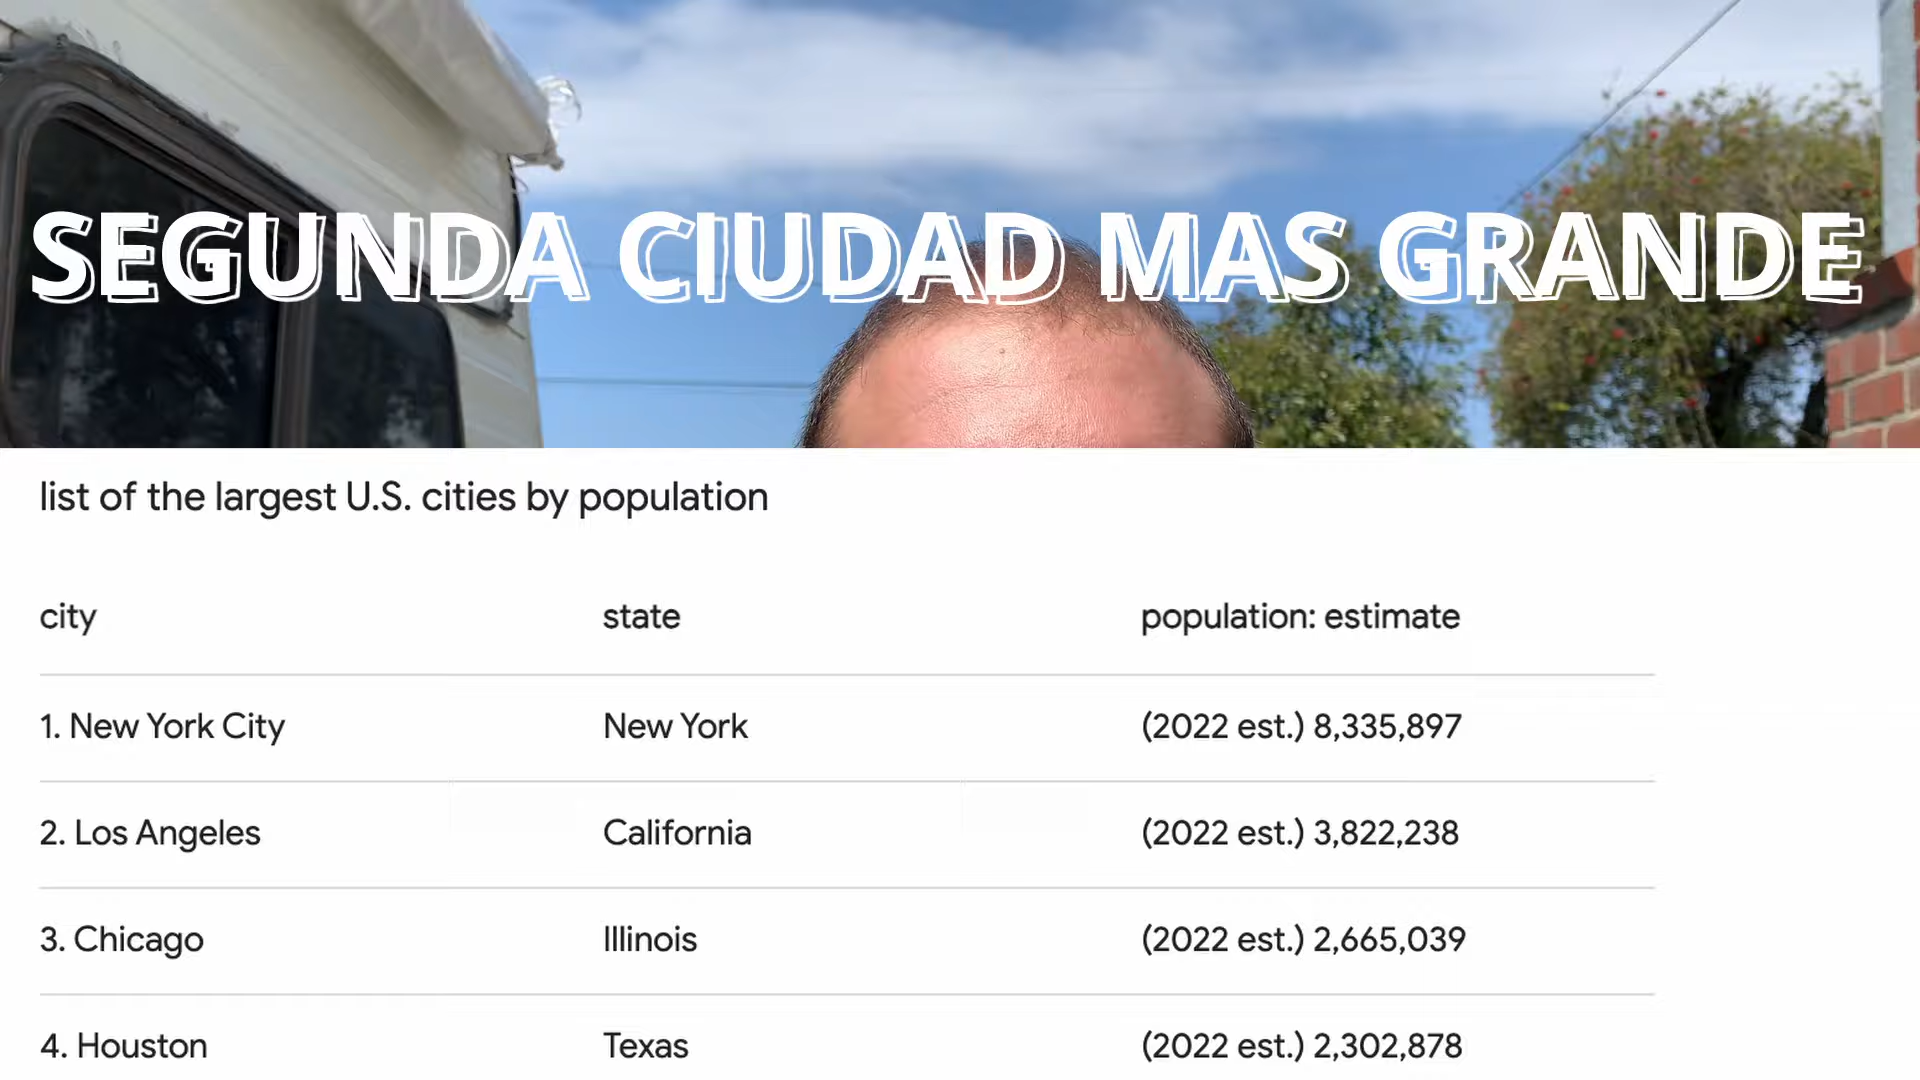 SEGUNDA CIUDAD MAS GRANDE
list of the largest U.S. cities by population
city state population: estimate
1. New York City New York (2022 est.) 8,335,897
2. Los Angeles California (2022 est.) 3,822,238
3. Chicago Illinois (2022 est.) 2,665,039
4. Houston Texas (2022 est.) 2,302,878